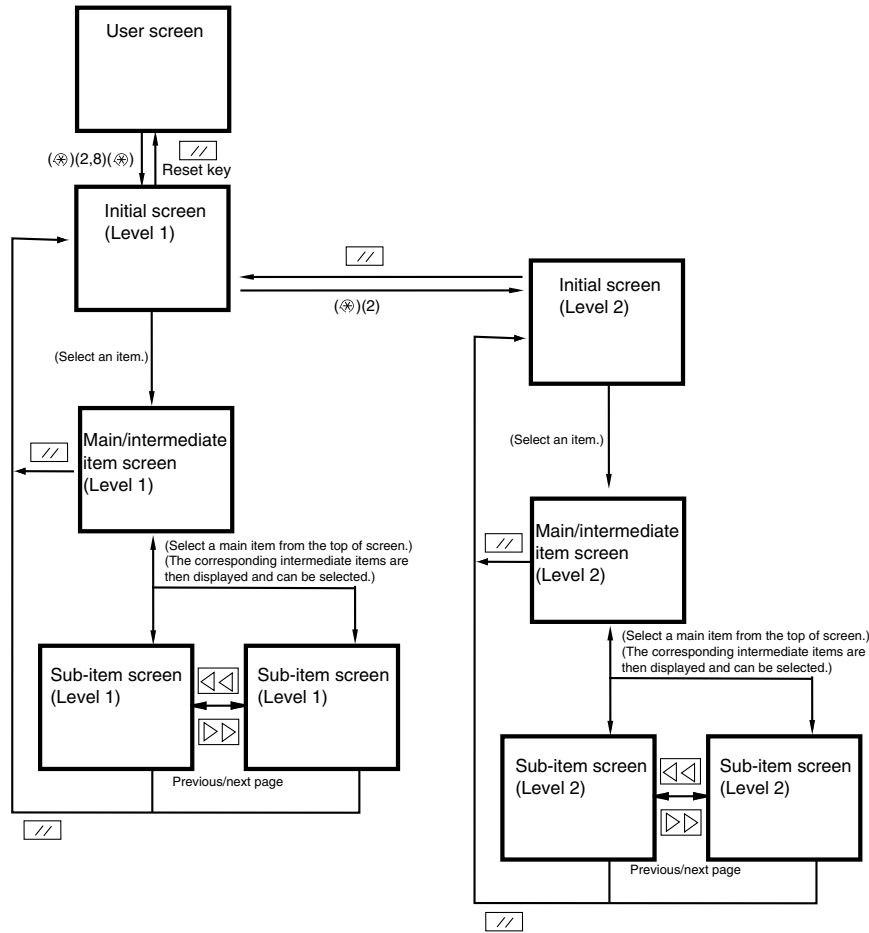 User screen
(✽)(2,8)(✽)
//
Reset key
Initial screen
(Level 1)
//
(✽)(2)
Initial screen
(Level 2)
(Select an item.)
Main/intermediate
item screen
(Level 1)
//
(Select a main item from the top of screen.)
(The corresponding intermediate items are
then displayed and can be selected.)
Sub-item screen
(Level 1)
Sub-item screen
(Level 1)
Previous/next page
//
(Select an item.)
Main/intermediate
item screen
(Level 2)
//
(Select a main item from the top of screen.)
(The corresponding intermediate items are
then displayed and can be selected.)
Sub-item screen
(Level 2)
Sub-item screen
(Level 2)
Previous/next page
//